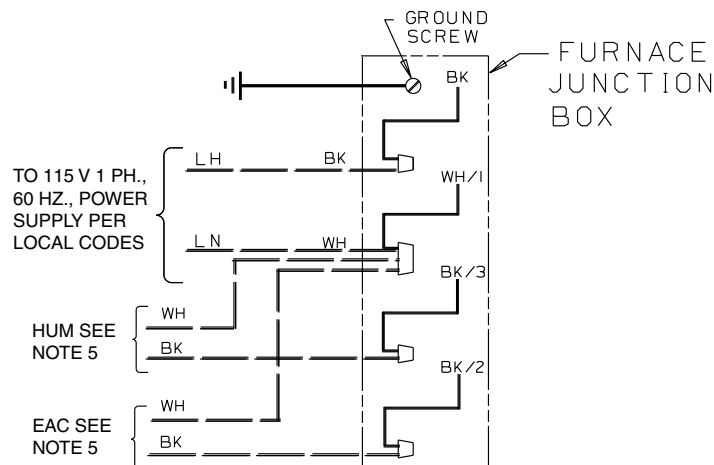 GROUND
SCREW
FURNACE
JUNCTION
BOX
BK
TO 115 V 1 PH.,
60 HZ., POWER
SUPPLY PER
LOCAL CODES
LH
BK
WH/1
LN
WH
BK/3
HUM SEE
NOTE 5
WH
BK
BK/2
EAC SEE
NOTE 5
WH
BK